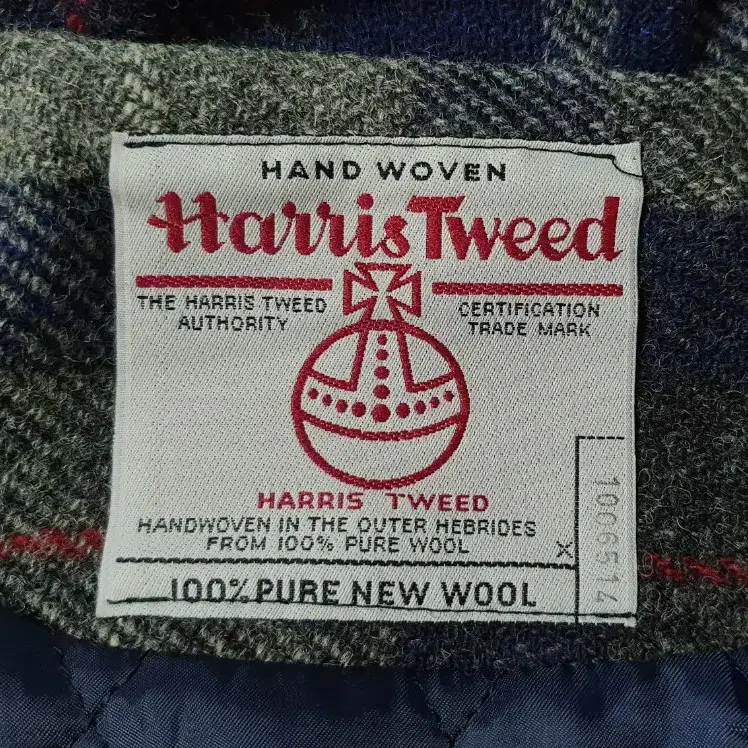 HAND WOVEN
Harris Tweed
THE HARRIS TWEED
AUTHORITY
CERTIFICATION
TRADE MARK
HARRIS TWEED
HANDWOVEN IN THE OUTER HEBRIDES
FROM 100% PURE WOOL
X
100% PURE NEW WOOL
1006514